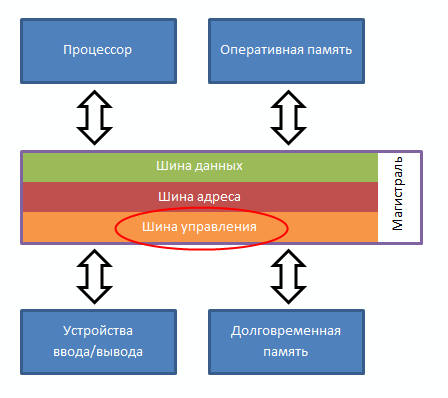 Процессор
Оперативная память
Шина данных
Шина адреса
Шина управления
Магистраль
Устройства
ввода/вывода
Долговременная
память